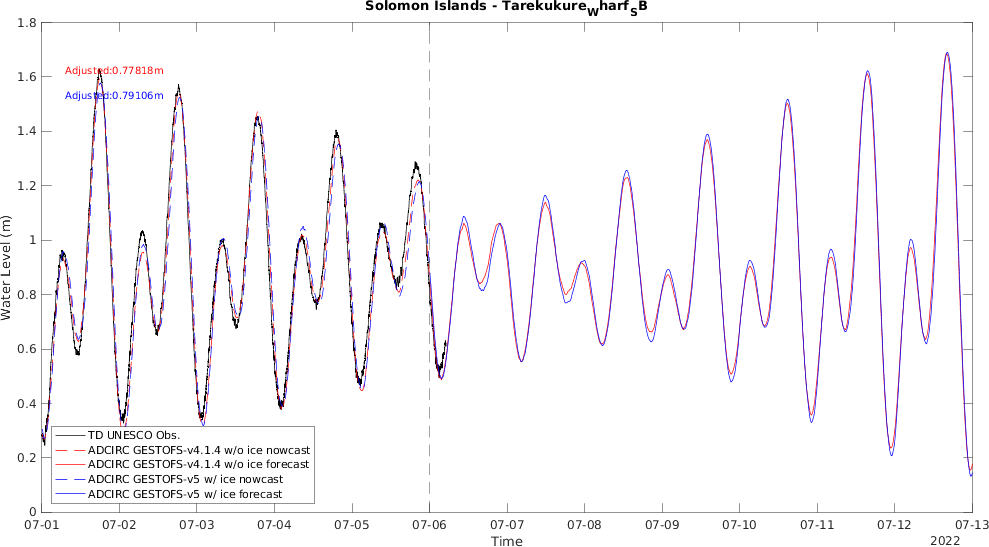 Solomon Islands - TarekukureWharfSB
1.8
1.6
1.4
1.2
1
0.8
0.6
0.4
0.2
0
Water Level (m)
Adjusted:0.77818m
Adjusted:0.79106m
TD UNESCO Obs.
ADCIRC GESTOFS-v4.1.4 w/o ice nowcast
ADCIRC GESTOFS-v4.1.4 w/o ice forecast
ADCIRC GESTOFS-v5 w/ ice nowcast
ADCIRC GESTOFS-v5 w/ ice forecast
07-01 07-02 07-03 07-04 07-05 07-06 07-07 07-08 07-09 07-10 07-11 07-12 07-13
Time
2022